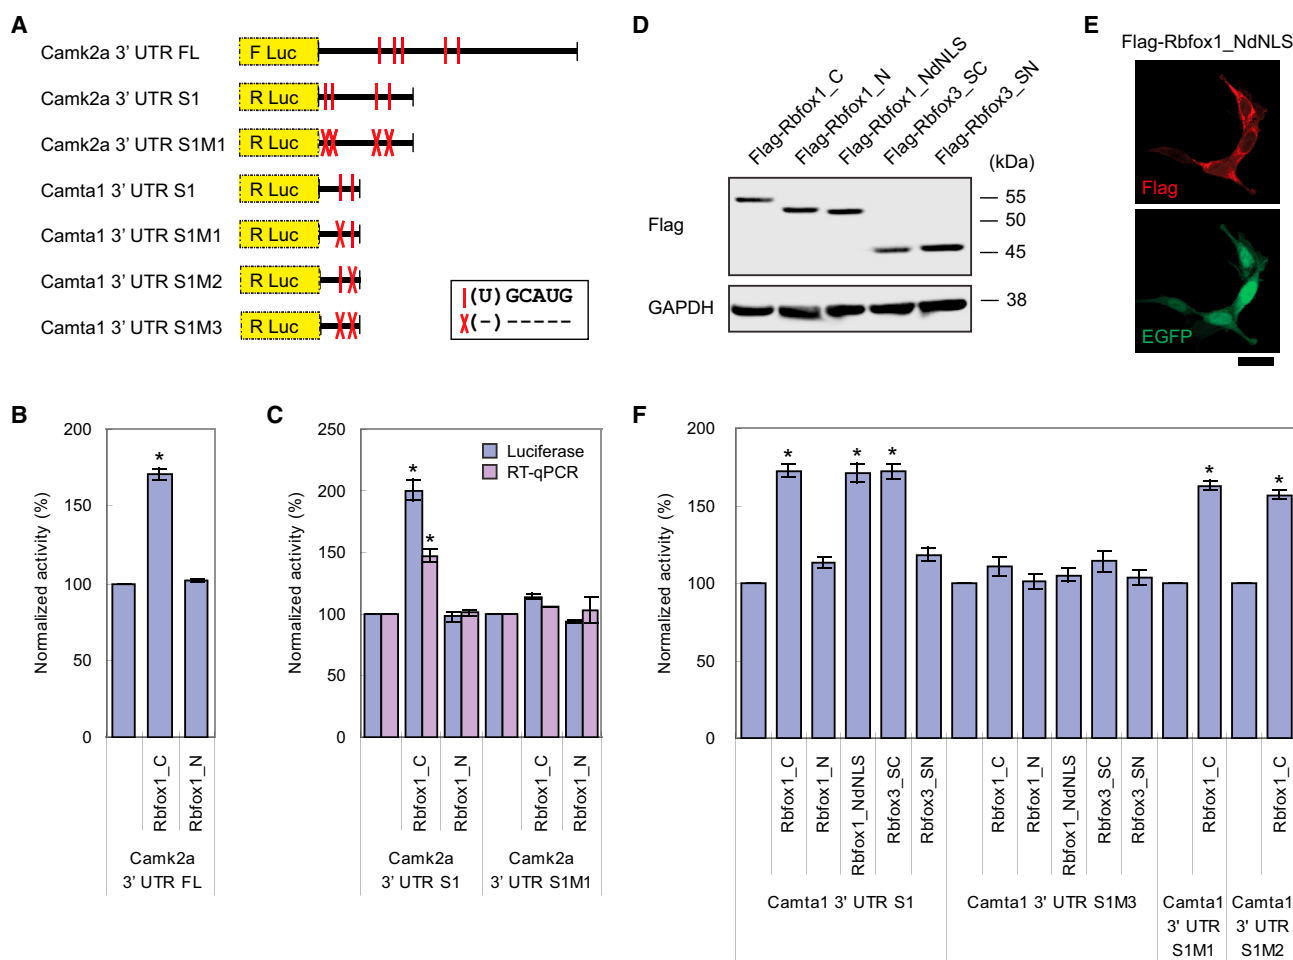 A
Camk2a 3' UTR FL
F Luc
Camk2a 3' UTR S1
R Luc
Camk2a 3' UTR S1M1
R Luc
Camta1 3' UTR S1
R Luc
Camta1 3' UTR S1M1
R Luc
Camta1 3' UTR S1M2
R Luc
Camta1 3' UTR S1M3
R Luc
(U) GCAUG
(-) -----
D
Flag-Rbfox1_C
Flag-Rbfox1_N
Flag-Rbfox1_NdNLS
Flag-Rbfox3_SC
Flag-Rbfox3_SN
(kDa)
Flag
55
50
45
GAPDH
38
E
Flag-Rbfox1_NdNLS
Flag
EGFP
B
Normalized activity (%)
200
150
100
50
0
*
Rbfox1_C
Rbfox1_N
Camk2a
3' UTR FL
C
Normalized activity (%)
250
200
150
100
50
0
Luciferase
RT-qPCR
*
*
Rbfox1_C
Rbfox1_N
Rbfox1_C
Rbfox1_N
Camk2a
3' UTR S1
Camk2a
3' UTR S1M1
F
Normalized activity (%)
200
150
100
50
0
*
*
*
*
*
Rbfox1_C
Rbfox1_N
Rbfox1_NdNLS
Rbfox3_SC
Rbfox3_SN
Rbfox1_C
Rbfox1_N
Rbfox1_NdNLS
Rbfox3_SC
Rbfox3_SN
Rbfox1_C
Rbfox1_C
Camta1 3' UTR S1
Camta1 3' UTR S1M3
Camta1
3' UTR
S1M1
Camta1
3' UTR
S1M2